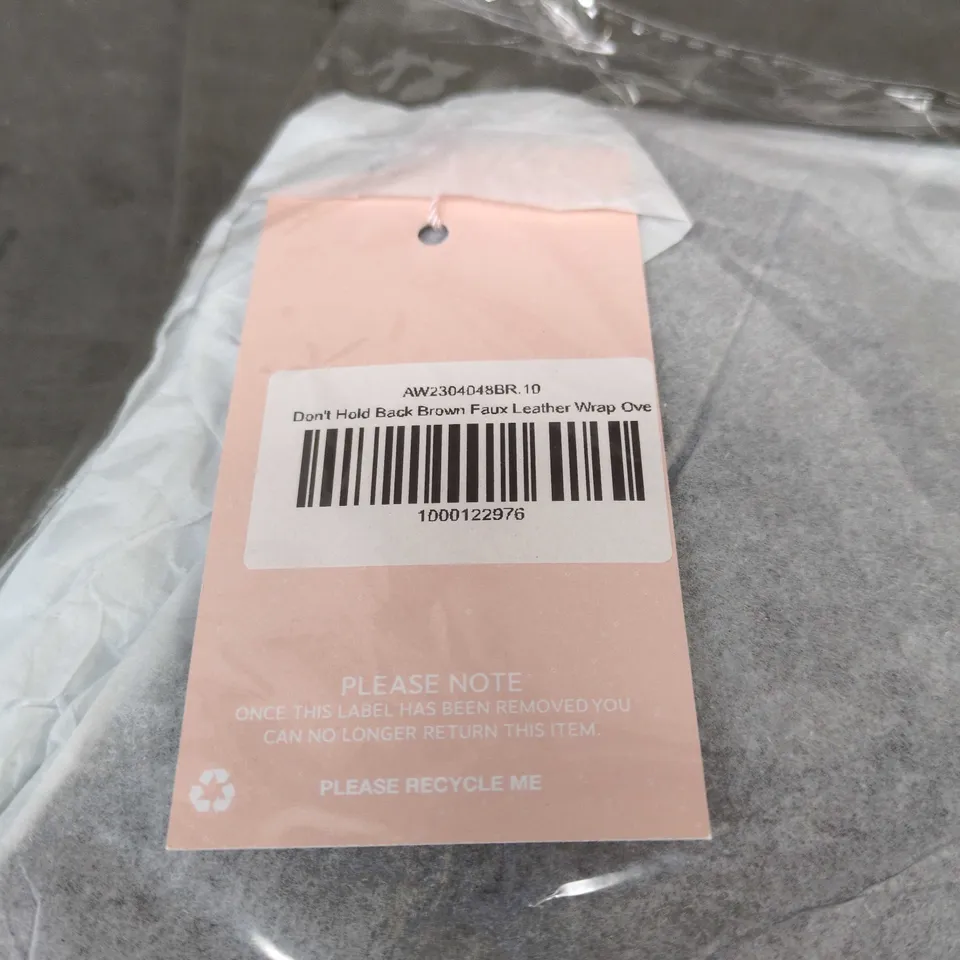 AW2304048BR.10
Don't Hold Back Brown Faux Leather Wrap Ove
1000122976
PLEASE NOTE
ONCE THIS LABEL HAS BEEN REMOVED YOU
CAN NO LONGER RETURN THIS ITEM.
PLEASE RECYCLE ME